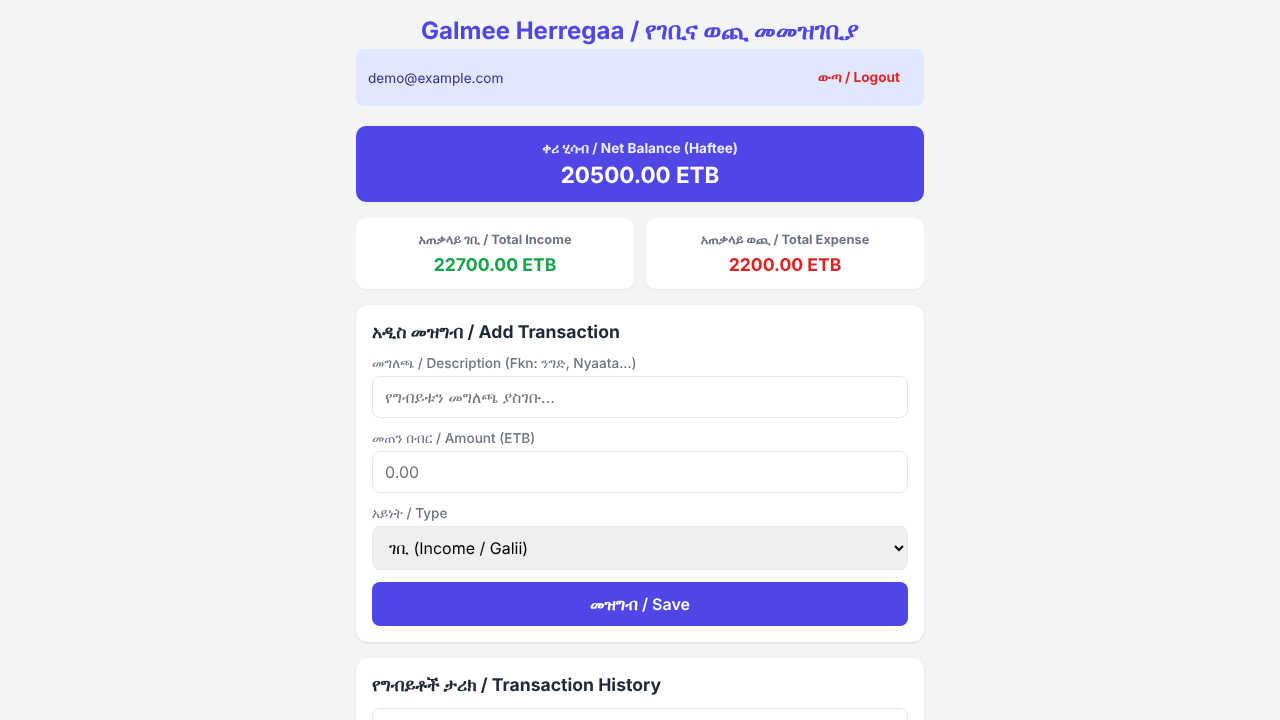 Galmee Herregaa / የገቢና ወጪ መመዝገቢያ
demo@example.com
ውጣ / Logout
ቀሪ ሂሳብ / Net Balance (Haftee)
20500.00 ETB
አጠቃላይ ገቢ / Total Income
22700.00 ETB
አጠቃላይ ወጪ / Total Expense
2200.00 ETB
አዲስ መዝግብ / Add Transaction
መግለጫ / Description (Fkn: ንግድ, Nyaata...)
የግብይቱን መግለጫ ያስገቡ...
መጠን በብር / Amount (ETB)
0.00
አይነት / Type
ገቢ (Income / Galii)
መዝግብ / Save
የግብይቶች ታሪክ / Transaction History